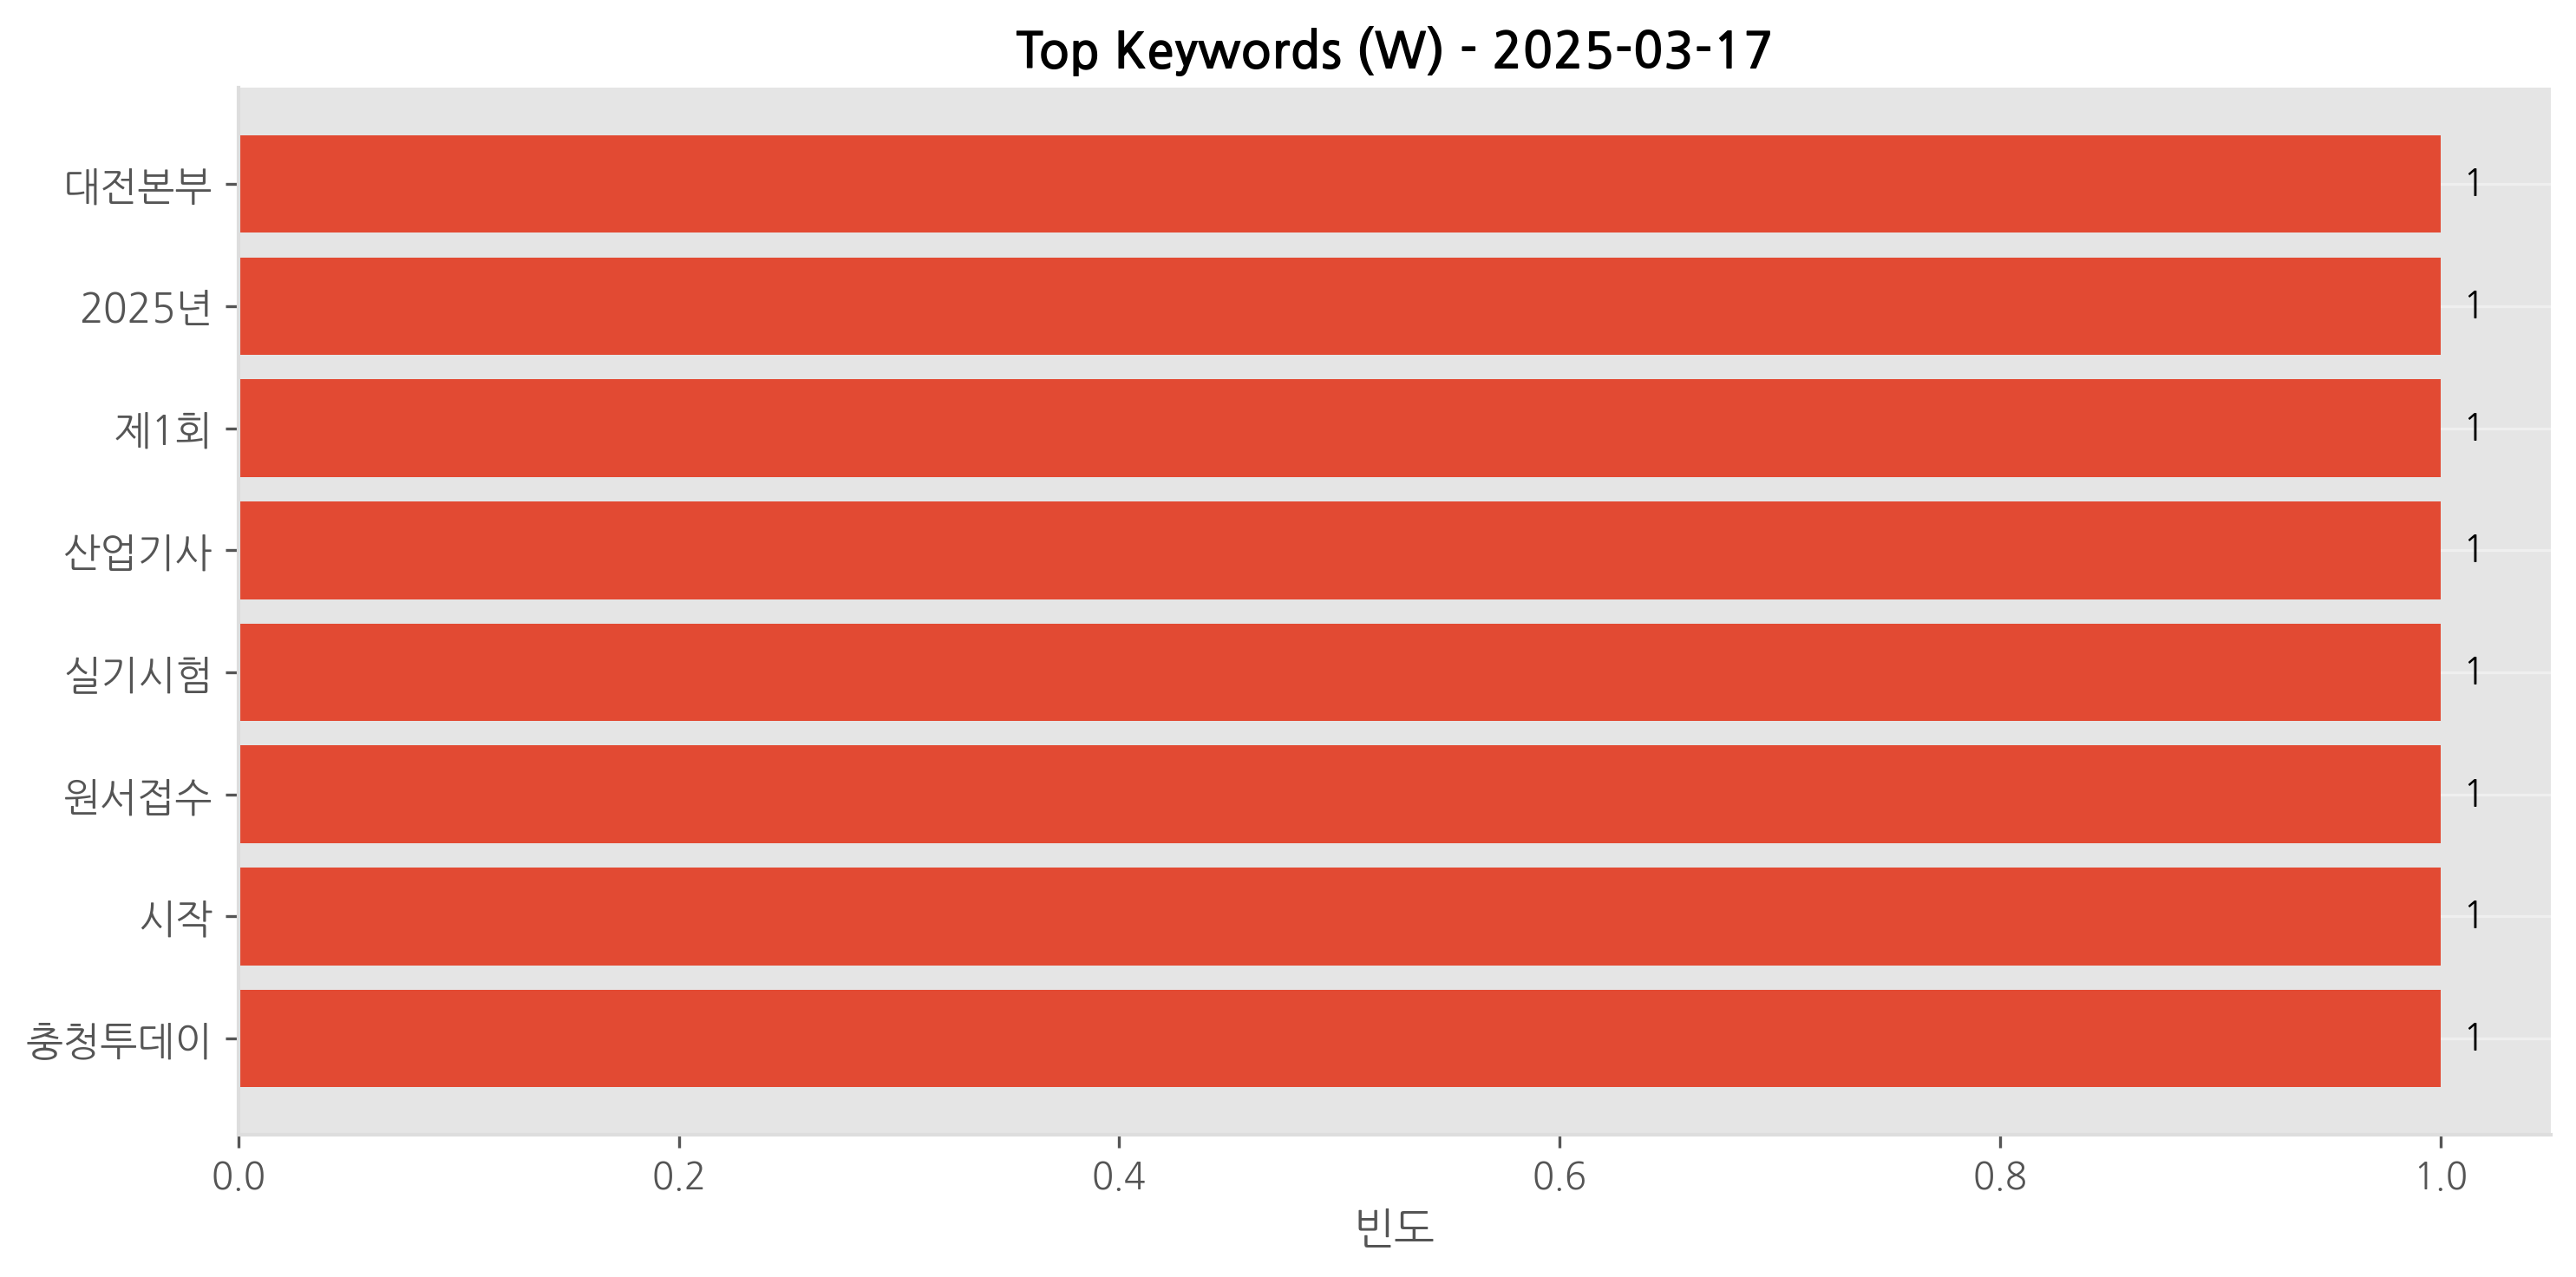 Top Keywords (W) - 2025-03-17
대전본부 1
2025년 1
제1회 1
산업기사 1
실기시험 1
원서접수 1
시작 1
충청투데이 1
0.0 0.2 0.4 0.6 0.8 1.0
빈도